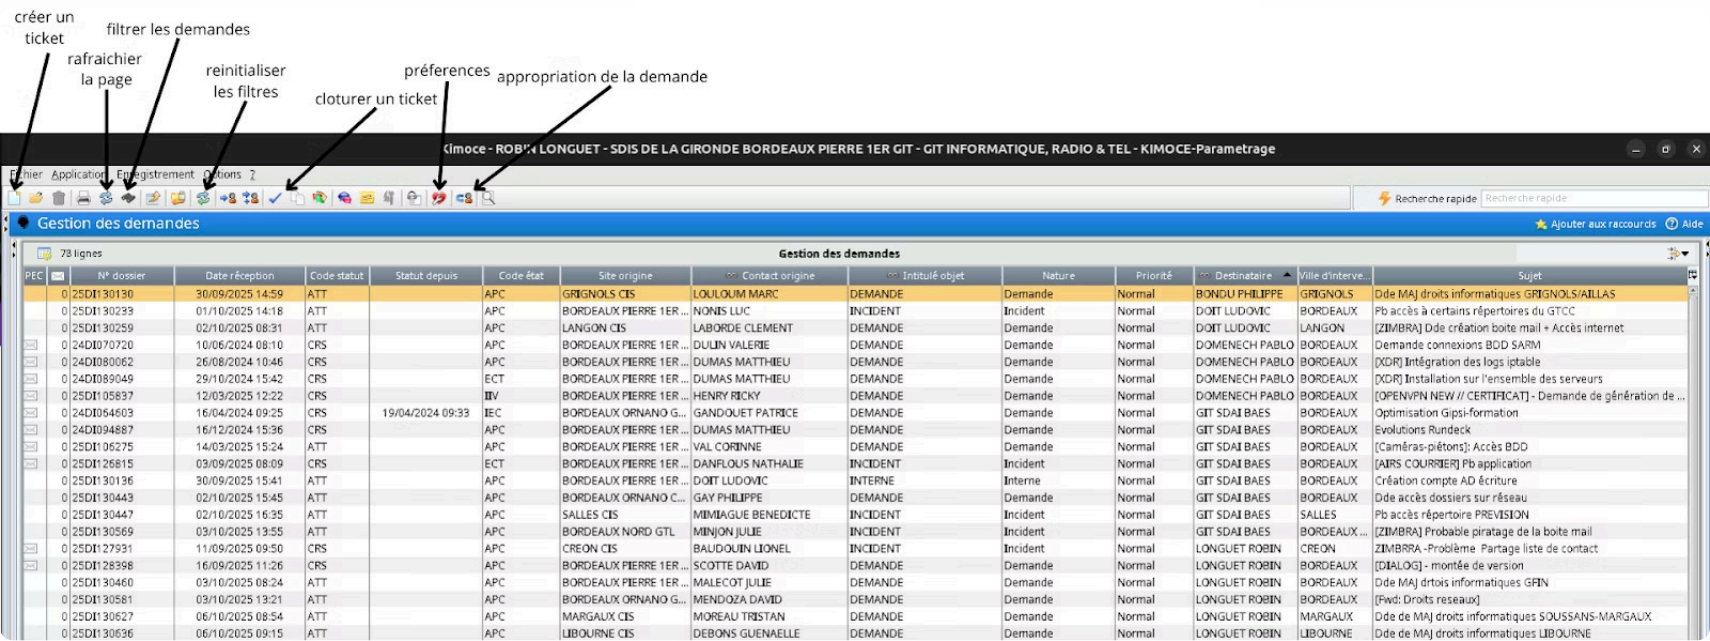 créer un
ticket
filtrer les demandes
rafraichier
la page
reinitialiser
les filtres
préferences
appropriation de la demande
cloturer un ticket
Kimoce - ROBIN LONGUET - SDIS DE LA GIRONDE BORDEAUX PIERRE 1ER GIT - GIT INFORMATIQUE, RADIO & TEL - KIMOCE-Parametrage
Fichier Application Enregistrement Options ?
Recherche rapide Recherche rapide
Gestion des demandes Ajouter aux raccourcis Aide
78 lignes Gestion des demandes
PEC N° dossier Date réception Code statut Statut depuis Code état Site origine Contact origine Intitulé objet Nature Priorité Destinataire Ville d'interve... Sujet
0 25DI130130 30/09/2025 14:59 ATT APC GRIGNOLS CIS LOULOUM MARC DEMANDE Demande Normal BONDU PHILIPPE GRIGNOLS Dde MAJ droits informatiques GRIGNOLS/AILLAS
0 25DI130233 01/10/2025 14:18 ATT APC BORDEAUX PIERRE 1ER ... NONIS LUC INCIDENT Incident Normal DOIT LUDOVIC BORDEAUX Pb accès à certains répertoires du GTCC
0 25DI130259 02/10/2025 08:31 ATT APC LANGON CIS LABORDE CLEMENT DEMANDE Demande Normal DOIT LUDOVIC LANGON [ZIMBRA] Dde création boite mail + Accès internet
0 24DI070720 10/06/2024 08:10 CRS APC BORDEAUX PIERRE 1ER ... DULIN VALERIE DEMANDE Demande Normal DOMENECH PABLO BORDEAUX Demande connexions BDD SARM
0 24DI080062 26/08/2024 10:46 CRS APC BORDEAUX PIERRE 1ER ... DUMAS MATTHIEU DEMANDE Demande Normal DOMENECH PABLO BORDEAUX [XDR] Intégration des logs iptable
0 24DI089049 29/10/2024 15:42 CRS ECT BORDEAUX PIERRE 1ER ... DUMAS MATTHIEU DEMANDE Demande Normal DOMENECH PABLO BORDEAUX [XDR] Installation sur l'ensemble des serveurs
0 25DI105837 12/03/2025 12:22 CRS IIV BORDEAUX PIERRE 1ER ... HENRY RICKY DEMANDE Demande Normal DOMENECH PABLO BORDEAUX [OPENVPN NEW // CERTIFICAT] - Demande de génération de ...
0 24DI064603 16/04/2024 09:25 CRS 19/04/2024 09:33 IEC BORDEAUX ORNANO G... GANDOUET PATRICE DEMANDE Demande Normal GIT SDAI BAES BORDEAUX Optimisation Gipsi-formation
0 24DI094887 16/12/2024 15:36 CRS APC BORDEAUX PIERRE 1ER ... DUMAS MATTHIEU DEMANDE Demande Normal GIT SDAI BAES BORDEAUX Evolutions Rundeck
0 25DI106275 14/03/2025 15:24 ATT APC BORDEAUX PIERRE 1ER ... VAL CORINNE DEMANDE Demande Normal GIT SDAI BAES BORDEAUX [Caméras-piétons]: Accès BDD
0 25DI126815 03/09/2025 08:09 CRS ECT BORDEAUX PIERRE 1ER ... DANFLOUS NATHALIE INCIDENT Incident Normal GIT SDAI BAES BORDEAUX [AIRS COURRIER] Pb application
0 25DI130136 30/09/2025 15:41 ATT APC BORDEAUX PIERRE 1ER ... DOIT LUDOVIC INTERNE Interne Normal GIT SDAI BAES BORDEAUX Création compte AD écriture
0 25DI130443 02/10/2025 15:45 ATT APC BORDEAUX ORNANO C... GAY PHILIPPE DEMANDE Demande Normal GIT SDAI BAES BORDEAUX Dde accès dossiers sur réseau
0 25DI130447 02/10/2025 16:35 ATT APC SALLES CIS MIMIAGUE BENEDICTE INCIDENT Incident Normal GIT SDAI BAES SALLES Pb accès répertoire PREVISION
0 25DI130569 03/10/2025 13:55 ATT APC BORDEAUX NORD GTL MINJON JULIE INCIDENT Incident Normal GIT SDAI BAES BORDEAUX ... [ZIMBRA] Probable piratage de la boite mail
0 25DI127931 11/09/2025 09:50 CRS APC CREON CIS BAUDOUIN LIONEL INCIDENT Incident Normal LONGUET ROBIN CREON ZIMBRRA -Problème Partage liste de contact
0 25DI128398 16/09/2025 11:26 CRS APC BORDEAUX PIERRE 1ER ... SCOTTE DAVID DEMANDE Demande Normal LONGUET ROBIN BORDEAUX [DIALOG] - montée de version
0 25DI130460 03/10/2025 08:24 ATT APC BORDEAUX PIERRE 1ER ... MALECOT JULIE DEMANDE Demande Normal LONGUET ROBIN BORDEAUX Dde MAJ drtois informatiques GFIN
0 25DI130581 03/10/2025 13:21 ATT APC BORDEAUX ORNANO G... MENDOZA DAVID DEMANDE Demande Normal LONGUET ROBIN BORDEAUX [Fwd: Droits reseaux]
0 25DI130627 06/10/2025 08:54 ATT APC MARGAUX CIS MOREAU TRISTAN DEMANDE Demande Normal LONGUET ROBIN MARGAUX Dde de MAJ droits informatiques SOUSSANS-MARGAUX
0 25DI130636 06/10/2025 09:15 ATT APC LIBOURNE CIS DEBONS GUENAELLE DEMANDE Demande Normal LONGUET ROBIN LIBOURNE Dde de MAJ droits informatiques LIBOURNE